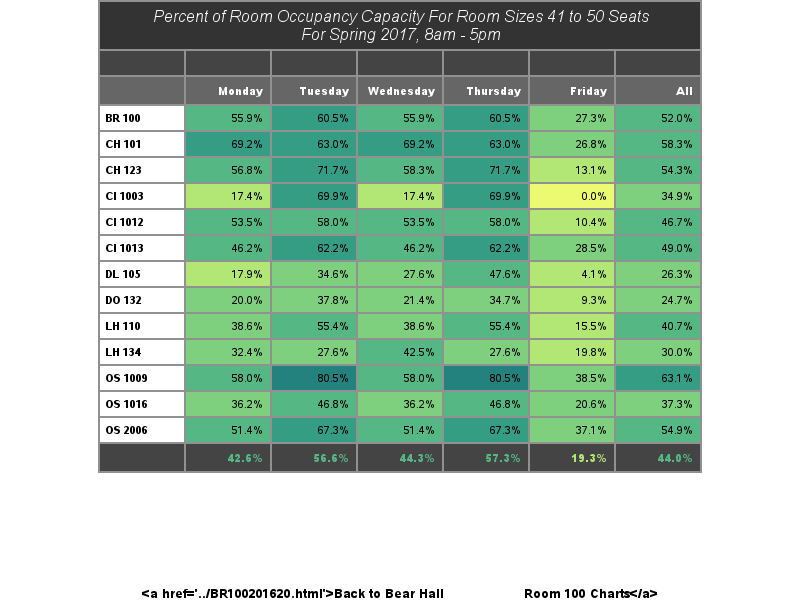 Percent of Room Occupancy Capacity For Room Sizes 41 to 50 Seats
For Spring 2017, 8am - 5pm
Monday Tuesday Wednesday Thursday Friday All
BR 100 55.9% 60.5% 55.9% 60.5% 27.3% 52.0%
CH 101 69.2% 63.0% 69.2% 63.0% 26.8% 58.3%
CH 123 56.8% 71.7% 58.3% 71.7% 13.1% 54.3%
CI 1003 17.4% 69.9% 17.4% 69.9% 0.0% 34.9%
CI 1012 53.5% 58.0% 53.5% 58.0% 10.4% 46.7%
CI 1013 46.2% 62.2% 46.2% 62.2% 28.5% 49.0%
DL 105 17.9% 34.6% 27.6% 47.6% 4.1% 26.3%
DO 132 20.0% 37.8% 21.4% 34.7% 9.3% 24.7%
LH 110 38.6% 55.4% 38.6% 55.4% 15.5% 40.7%
LH 134 32.4% 27.6% 42.5% 27.6% 19.8% 30.0%
OS 1009 58.0% 80.5% 58.0% 80.5% 38.5% 63.1%
OS 1016 36.2% 46.8% 36.2% 46.8% 20.6% 37.3%
OS 2006 51.4% 67.3% 51.4% 67.3% 37.1% 54.9%
42.6% 56.6% 44.3% 57.3% 19.3% 44.0%
<a href='../BR100201620.html'>Back to Bear Hall Room 100 Charts</a>